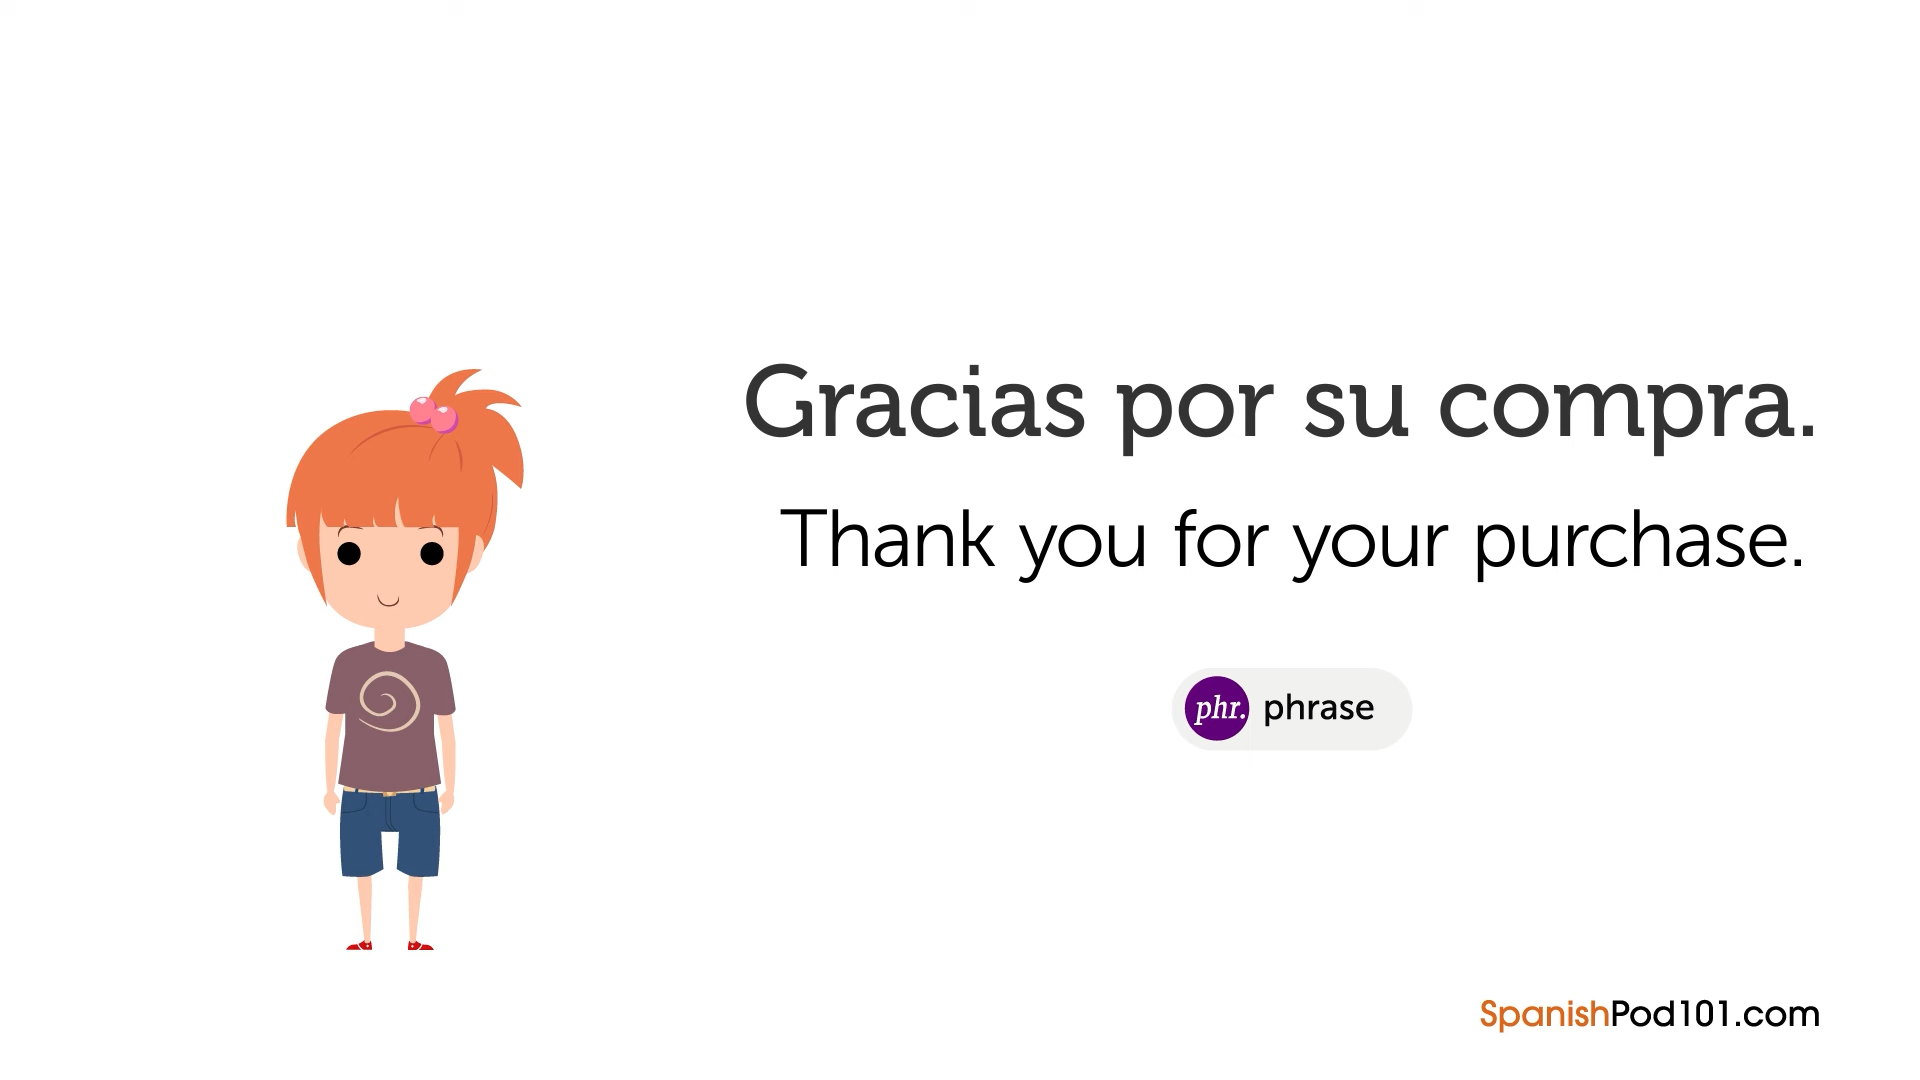 Gracias por su compra.
Thank you for your purchase.
phr. phrase
SpanishPod101.com